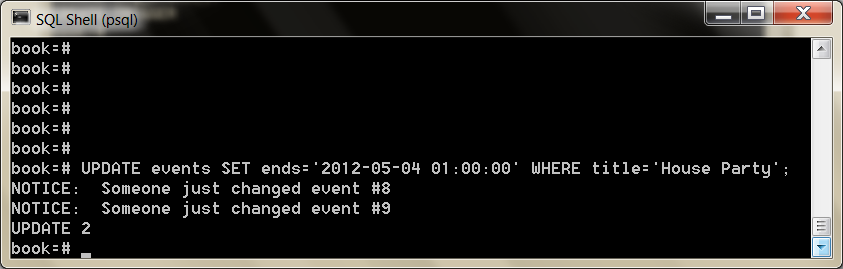 SQL Shell (psql)
book=#
book=#
book=#
book=#
book=#
book=#
book=# UPDATE events SET ends='2012-05-04 01:00:00' WHERE title='House Party';
NOTICE:  Someone just changed event #8
NOTICE:  Someone just changed event #9
UPDATE 2
book=#